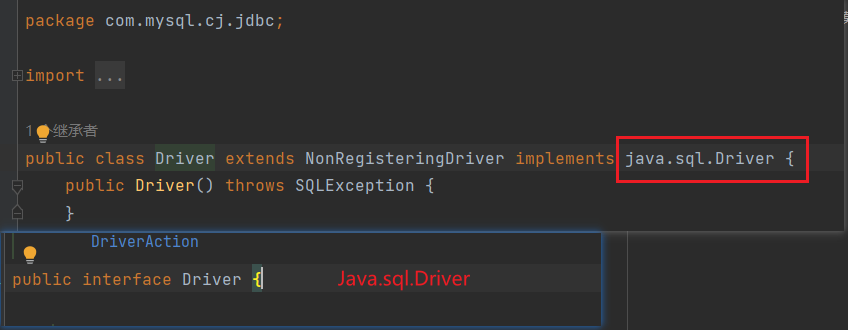 package com.mysql.cj.jdbc;
import ...
1个继承者
public class Driver extends NonRegisteringDriver implements java.sql.Driver {
public Driver() throws SQLException {
}
DriverAction
public interface Driver {
Java.sql.Driver